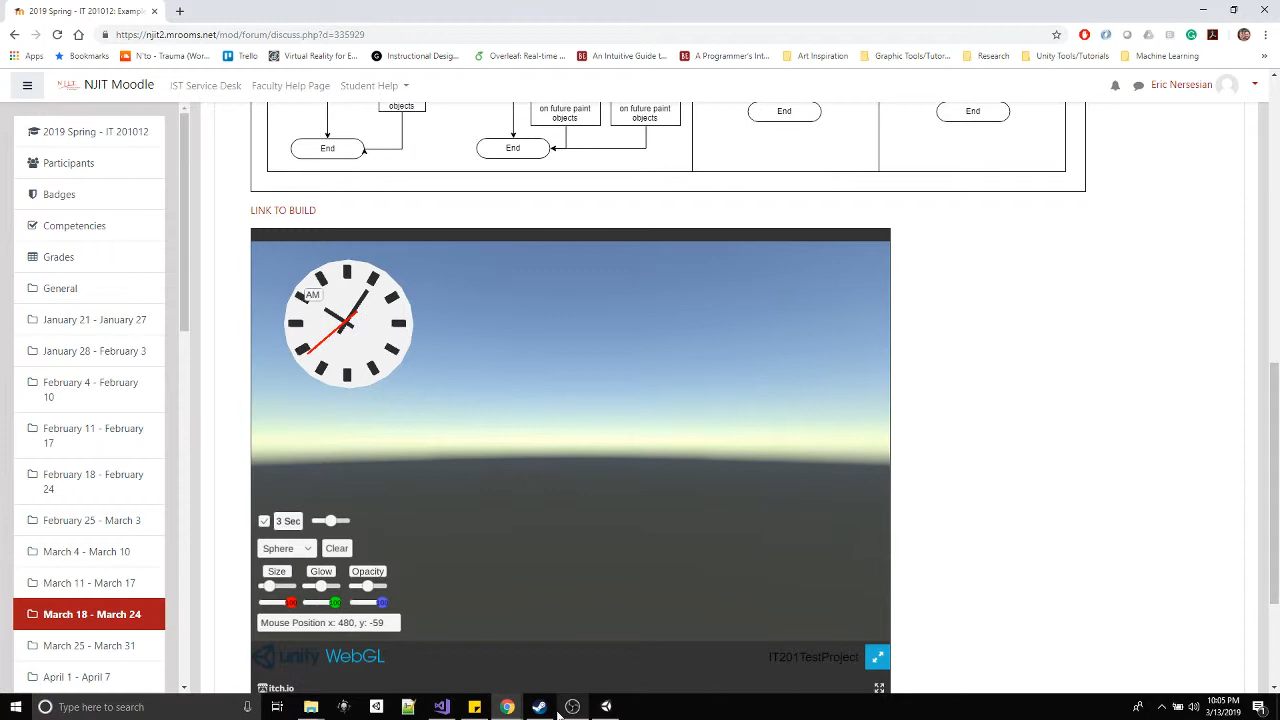 2019 Spring - IT 201012: Example
https://njit2.mrooms.net/mod/forum/discuss.php?d=335929
Apps Bookmarks N'to - Trauma (Wor... Trello Virtual Reality for E... Instructional Desig... Overleaf: Real-time ... An Intuitive Guide t... A Programmer's Int... Art Inspiration Graphic Tools/Tutor... Research Unity Tools/Tutorials Machine Learning
NJIT Moodle IST Service Desk Faculty Help Page Student Help Eric Nersesian
2019 Spring - IT 201012
Participants
Badges
Competencies
Grades
General
January 21 - January 27
January 28 - February 3
February 4 - February 10
February 11 - February 17
February 18 - February 24
February 25 - March 3
March 4 - March 10
March 11 - March 17
March 18 - March 24
March 25 - March 31
April 1 - April 7
objects
on future paint objects
on future paint objects
End
End
End
End
LINK TO BUILD
AM
3 Sec
Sphere Clear
Size Glow Opacity
Mouse Position x: 480, y: -59
unity WebGL IT201TestProject
itch.io
Type here to search
10:05 PM
3/13/2019